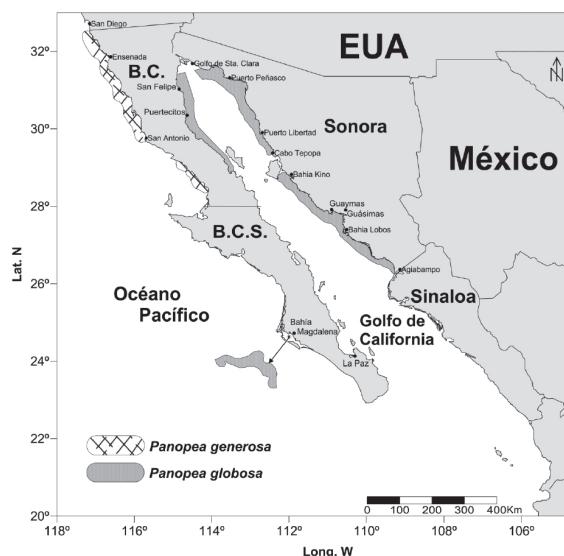 San Diego
32º
EUA
N
Ensenada
B.C.
Golfo de Sta. Clara
Puerto Peñasco
San Felipe
Puertecitos
30º
San Antonio
Puerto Libertad
Sonora
Cabo Tepopa
México
Bahia Kino
28º
Guaymas
Guásimas
Bahia Lobos
B.C.S.
Lat. N
26º
Agiabampo
Sinaloa
Océano
Pacífico
Golfo de
California
Bahía
Magdalena
24º
La Paz
22º
Panopea generosa
Panopea globosa
0 100 200 300 400Km
20º
118º 116º 114º 112º 110º 108º 106º
Long. W